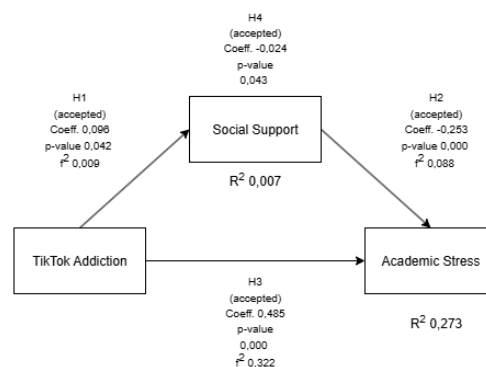 H4
(accepted)
Coeff. -0,024
p-value
0,043
H1
(accepted)
Coeff. 0,096
p-value 0,042
f² 0,009
Social Support
H2
(accepted)
Coeff. -0,253
p-value 0,000
f² 0,088
R² 0,007
TikTok Addiction
Academic Stress
H3
(accepted)
Coeff. 0,485
p-value
0,000
f² 0.322
R² 0,273